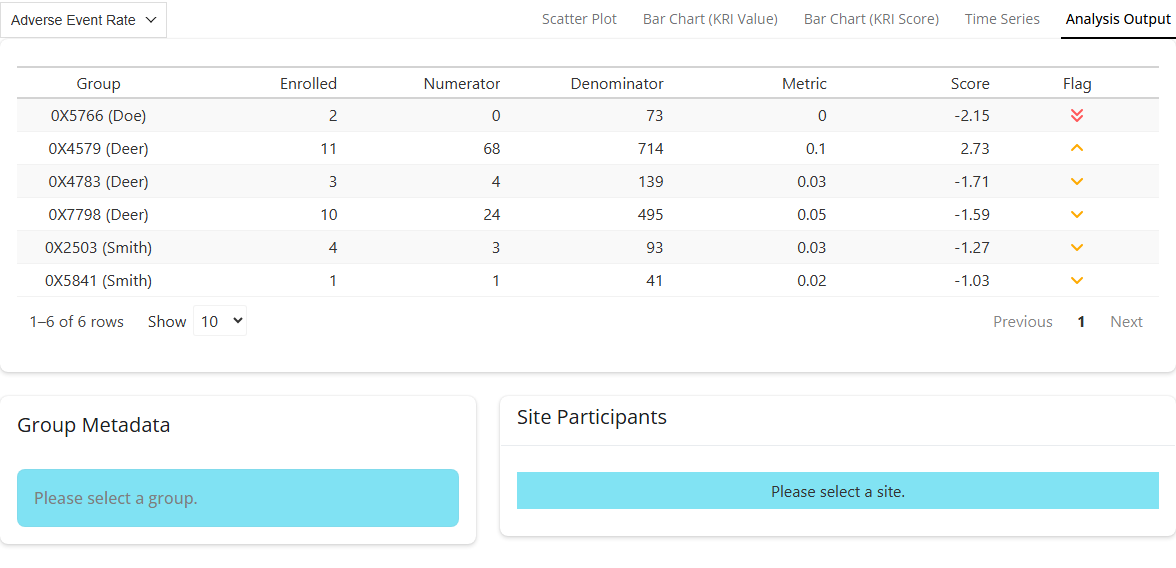 Adverse Event Rate
Scatter Plot Bar Chart (KRI Value) Bar Chart (KRI Score) Time Series Analysis Output
Group Enrolled Numerator Denominator Metric Score Flag
0X5766 (Doe) 2 0 73 0 -2.15
0X4579 (Deer) 11 68 714 0.1 2.73
0X4783 (Deer) 3 4 139 0.03 -1.71
0X7798 (Deer) 10 24 495 0.05 -1.59
0X2503 (Smith) 4 3 93 0.03 -1.27
0X5841 (Smith) 1 1 41 0.02 -1.03
1–6 of 6 rows Show 10 Previous 1 Next
Group Metadata
Please select a group.
Site Participants
Please select a site.